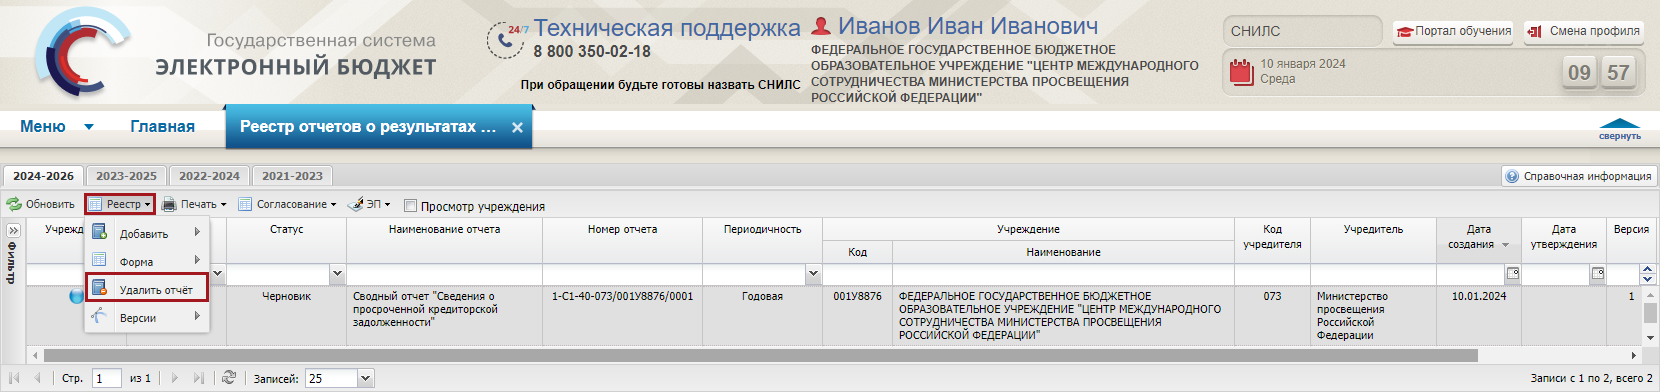 Государственная система
ЭЛЕКТРОННЫЙ БЮДЖЕТ
24/7
Техническая поддержка
8 800 350-02-18
При обращении будьте готовы назвать СНИЛС
Иванов Иван Иванович
ФЕДЕРАЛЬНОЕ ГОСУДАРСТВЕННОЕ БЮДЖЕТНОЕ
ОБРАЗОВАТЕЛЬНОЕ УЧРЕЖДЕНИЕ "ЦЕНТР МЕЖДУНАРОДНОГО
СОТРУДНИЧЕСТВА МИНИСТЕРСТВА ПРОСВЕЩЕНИЯ
РОССИЙСКОЙ ФЕДЕРАЦИИ"
СНИЛС
Портал обучения
Смена профиля
10 января 2024
Среда
09 57
Меню
Главная
Реестр отчетов о результатах ...
свернуть
2024-2026
2023-2025
2022-2024
2021-2023
Справочная информация
Обновить
Реестр
Печать
Согласование
ЭП
Просмотр учреждения
Фильтр
Добавить
Форма
Удалить отчёт
Версии
Учрежд
Статус
Наименование отчета
Номер отчета
Периодичность
Учреждение
Код
Наименование
Код
учредителя
Учредитель
Дата
создания
Дата
утверждения
Версия
Черновик
Сводный отчет "Сведения о
просроченной кредиторской
задолженности"
1-С1-40-073/001У8876/0001
Годовая
001У8876
ФЕДЕРАЛЬНОЕ ГОСУДАРСТВЕННОЕ БЮДЖЕТНОЕ
ОБРАЗОВАТЕЛЬНОЕ УЧРЕЖДЕНИЕ "ЦЕНТР МЕЖДУНАРОДНОГО
СОТРУДНИЧЕСТВА МИНИСТЕРСТВА ПРОСВЕЩЕНИЯ
РОССИЙСКОЙ ФЕДЕРАЦИИ"
073
Министерство
просвещения
Российской
Федерации
10.01.2024
1
Стр. 1 из 1
Записей: 25
Записи с 1 по 2, всего 2